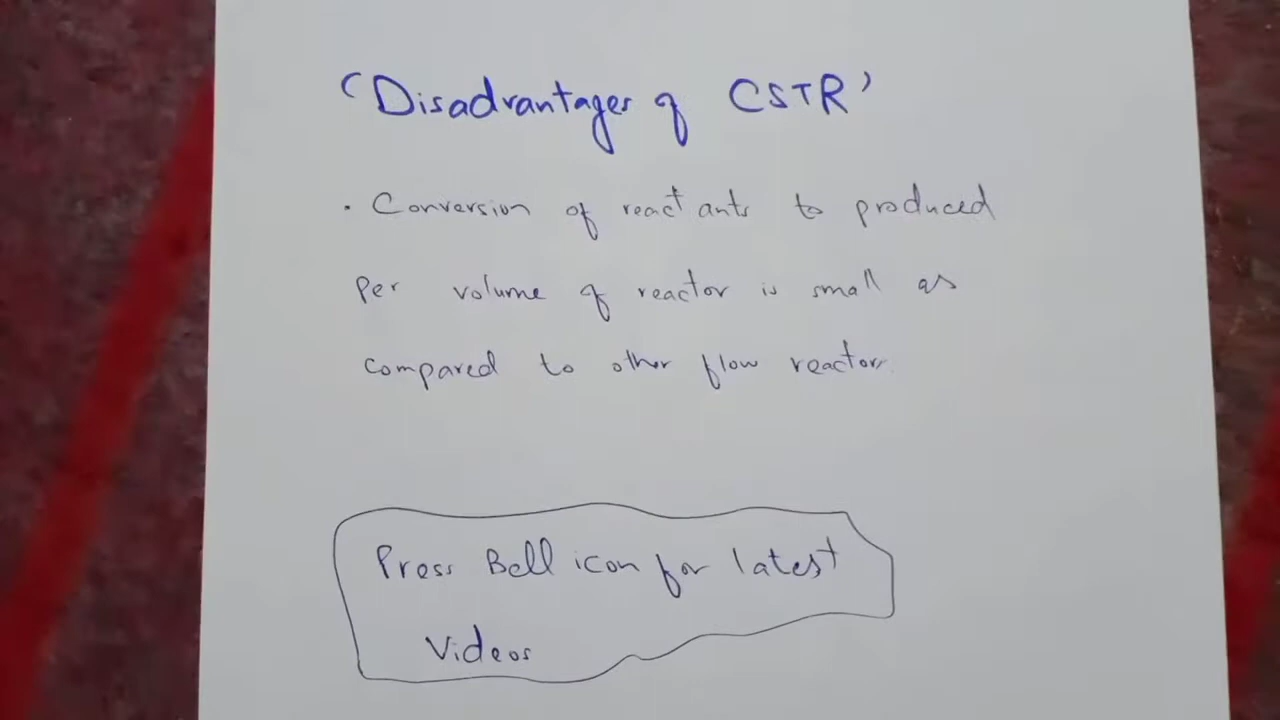 'Disadvantages of CSTR'
. Conversion of reactants to produced
Per volume of reactor is small as
compared to other flow reactor.
Press Bell icon for latest
Videos